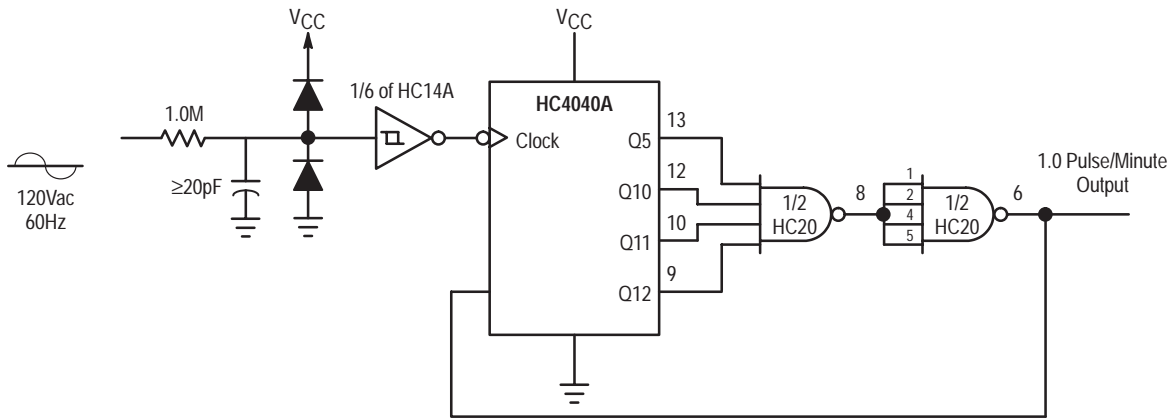 VCC
VCC
1/6 of HC14A
HC4040A
1.0M
13
Clock
Q5
12
1.0 Pulse/Minute
Output
≥20pF
Q10
1/2
HC20
8
1
2
4
5
1/2
HC20
6
120Vac
60Hz
10
Q11
9
Q12